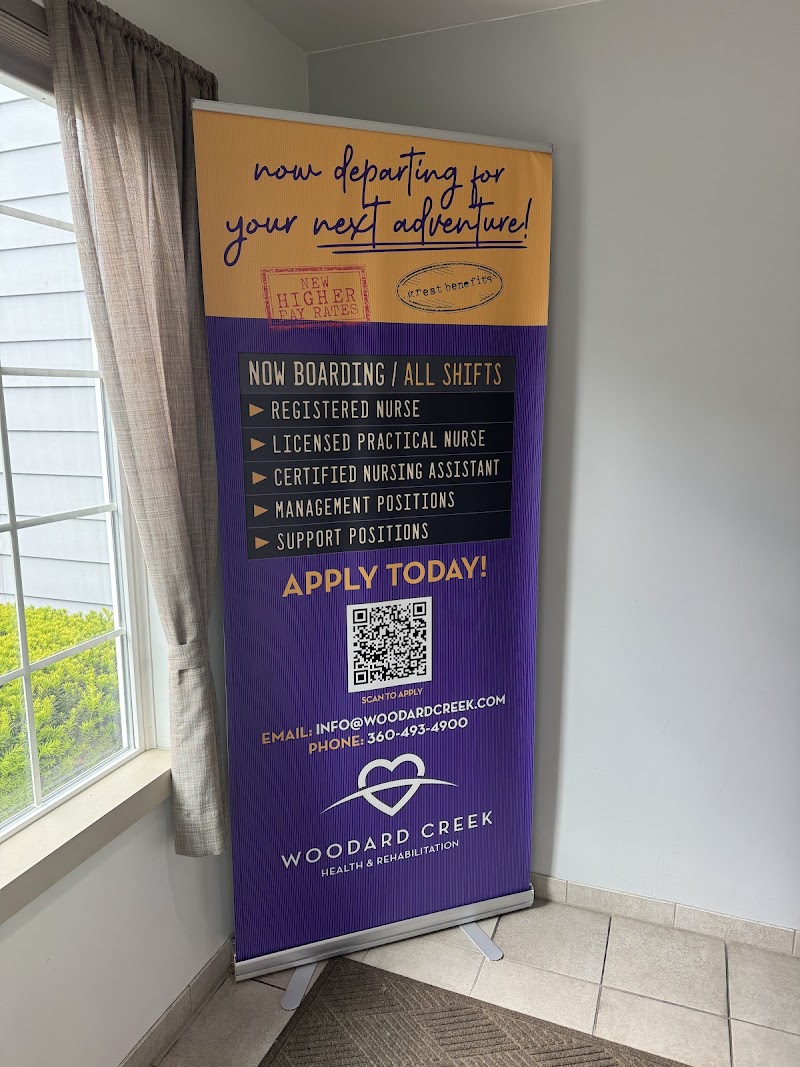 now departing for
your next adventure!
NEW
HIGHER
PAY RATES
great benefits
NOW BOARDING / ALL SHIFTS
REGISTERED NURSE
LICENSED PRACTICAL NURSE
CERTIFIED NURSING ASSISTANT
MANAGEMENT POSITIONS
SUPPORT POSITIONS
APPLY TODAY!
SCAN TO APPLY
EMAIL: INFO@WOODARDCREEK.COM
PHONE: 360-493-4900
WOODARD CREEK
HEALTH & REHABILITATION